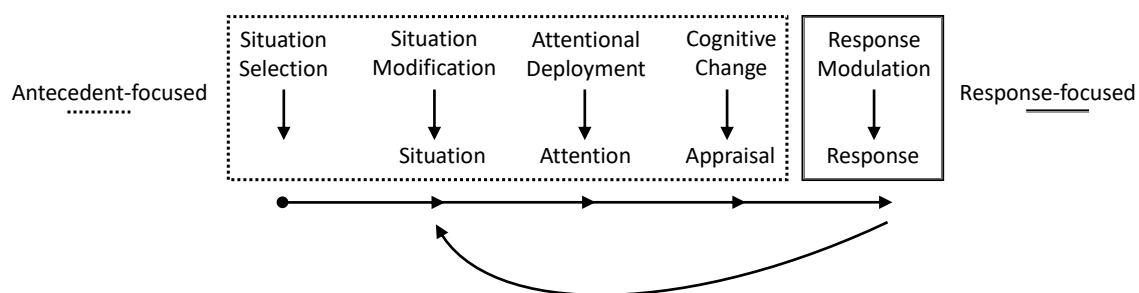 Situation
Selection
Situation
Modification
Attentional
Deployment
Cognitive
Change
Response
Modulation
Antecedent-focused
Response-focused
Situation
Attention
Appraisal
Response